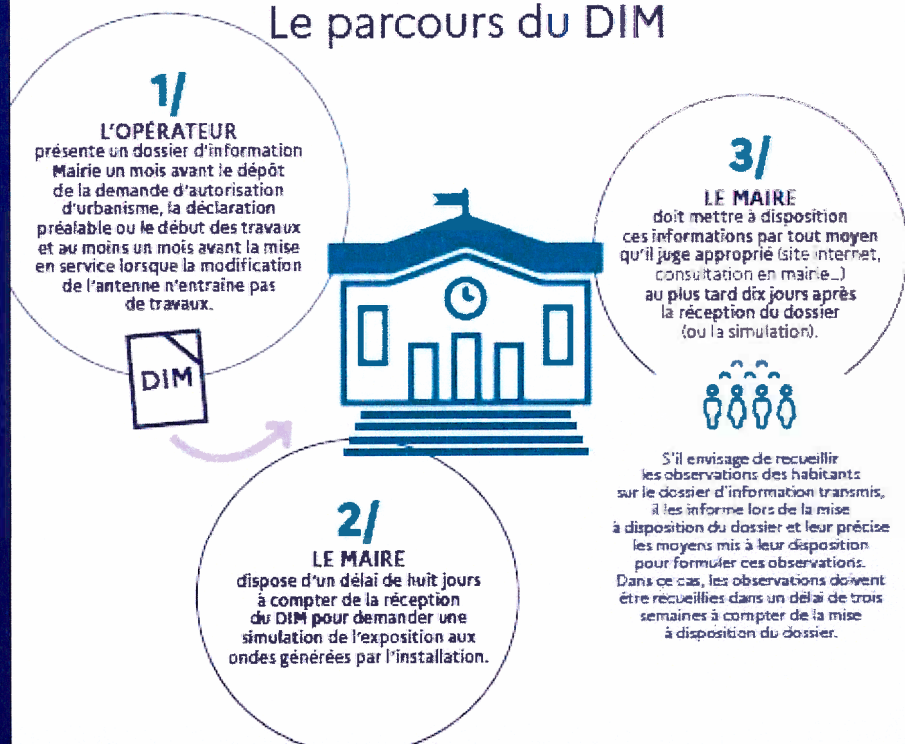 Le parcours du DIM
1/
L'OPÉRATEUR
présente un dossier d'information
Mairie un mois avant le dépôt
de la demande d'autorisation
d'urbanisme, la déclaration
préalable ou le début des travaux
et au moins un mois avant la mise
en service lorsque la modification
de l'antenne n'entraîne pas
de travaux.
DIM
2/
LE MAIRE
dispose d'un délai de huit jours
à compter de la réception
du DIM pour demander une
simulation de l'exposition aux
ondes générées par l'installation.
3/
LE MAIRE
doit mettre à disposition
ces informations par tout moyen
qu'il juge approprié (site internet,
consultation en mairie...)
au plus tard dix jours après
la réception du dossier
(ou la simulation).
S'il envisage de recueillir
les observations des habitants
sur le dossier d'information transmis,
il les informe lors de la mise
à disposition du dossier et leur précise
les moyens mis à leur disposition
pour formuler ces observations.
Dans ce cas, les observations doivent
être recueillies dans un délai de trois
semaines à compter de la mise
à disposition du dossier.